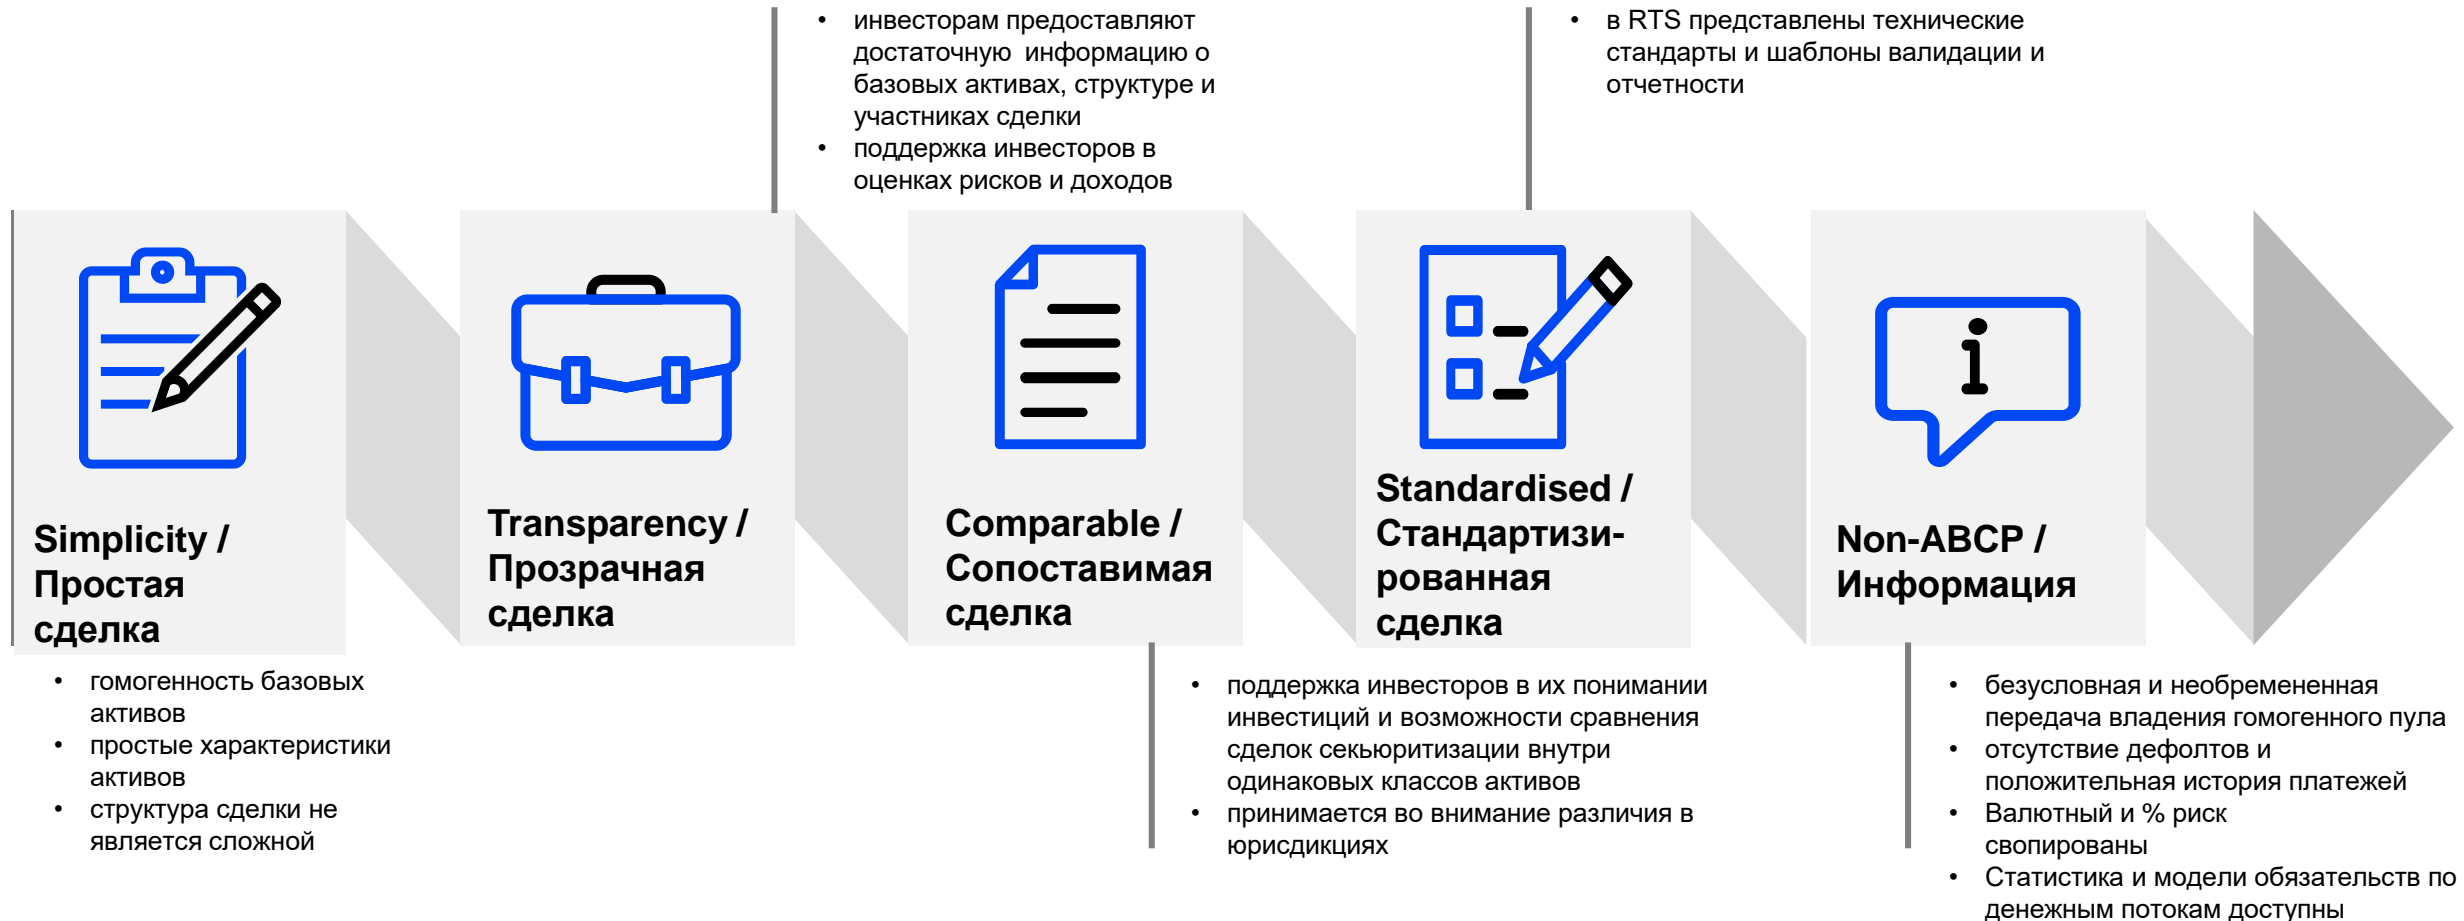 • инвесторам предоставляют
достаточную информацию о
базовых активах, структуре и
участниках сделки
• поддержка инвесторов в
оценках рисков и доходов
• в RTS представлены технические
стандарты и шаблоны валидации и
отчетности
Simplicity /
Простая
сделка
Transparency /
Прозрачная
сделка
Comparable /
Сопоставимая
сделка
Standardised /
Стандартизи-
рованная
сделка
Non-ABCP /
Информация
• гомогенность базовых
активов
• простые характеристики
активов
• структура сделки не
является сложной
• поддержка инвесторов в их понимании
инвестиций и возможности сравнения
сделок секьюритизации внутри
одинаковых классов активов
• принимается во внимание различия в
юрисдикциях
• безусловная и необремененная
передача владения гомогенного пула
• отсутствие дефолтов и
положительная история платежей
• Валютный и % риск
свопированы
• Статистика и модели обязательств по
денежным потокам доступны